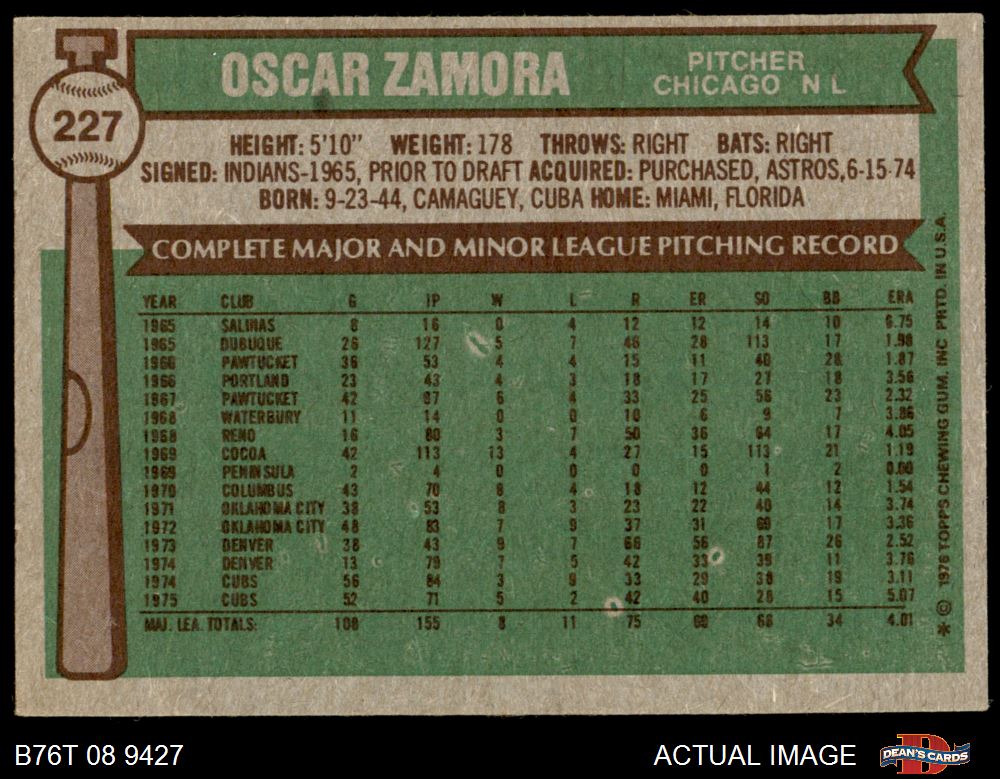 OSCAR ZAMORA
PITCHER
CHICAGO N L
227
HEIGHT: 5'10" WEIGHT: 178 THROWS: RIGHT BATS: RIGHT
SIGNED: INDIANS-1965, PRIOR TO DRAFT ACQUIRED: PURCHASED, ASTROS, 6-15-74
BORN: 9-23-44, CAMAGUEY, CUBA HOME: MIAMI, FLORIDA
COMPLETE MAJOR AND MINOR LEAGUE PITCHING RECORD
YEAR CLUB G IP W L R ER SO BB ERA
1965 SALINAS 8 16 0 4 12 12 14 10 6.75
1965 DUBUQUE 26 127 5 7 46 28 113 17 1.98
1966 PAWTUCKET 36 53 4 4 15 11 40 28 1.87
1966 PORTLAND 23 43 4 3 18 17 27 18 3.56
1967 PAWTUCKET 42 97 6 4 33 25 56 23 2.32
1968 WATERBURY 11 14 0 0 10 6 9 7 3.86
1968 RENO 16 80 3 7 50 36 64 17 4.05
1969 COCOA 42 113 13 4 27 15 113 21 1.19
1969 PENINSULA 2 4 0 0 0 0 1 2 0.00
1970 COLUMBUS 43 70 8 4 18 12 44 12 1.54
1971 OKLAHOMA CITY 38 53 8 3 23 22 40 14 3.74
1972 OKLAHOMA CITY 48 83 7 9 37 31 60 17 3.36
1973 DENVER 38 43 9 7 66 56 87 26 2.52
1974 DENVER 13 79 7 5 42 33 39 11 3.76
1974 CUBS 56 84 3 9 33 29 38 19 3.11
1975 CUBS 52 71 5 2 42 40 28 15 5.07
MAJ. LEA. TOTALS: 108 155 8 11 75 69 66 34 4.01
* © 1976 TOPPS CHEWING GUM, INC PRTD. IN U.S.A.
B76T 08 9427
ACTUAL IMAGE
DEAN'S CARDS